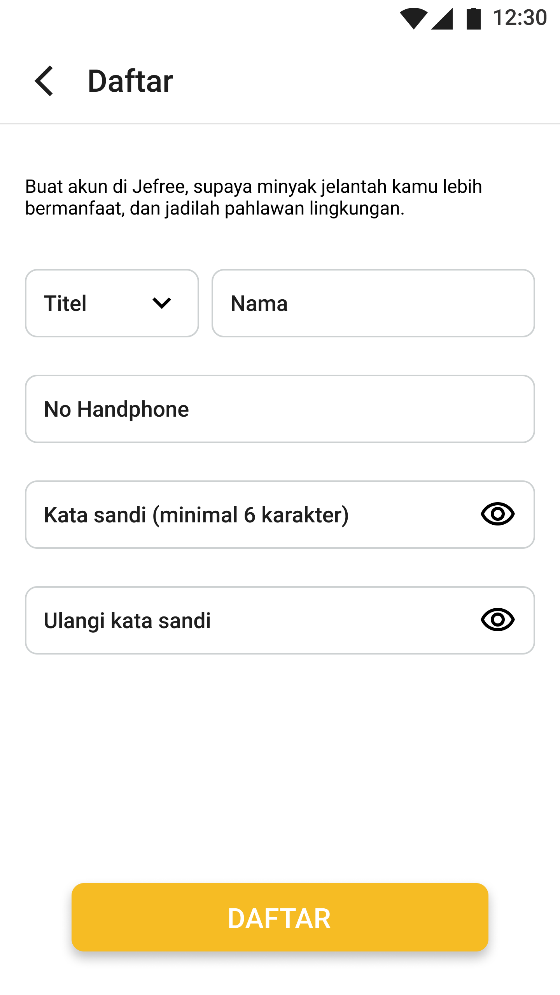 12:30
Daftar
Buat akun di Jefree, supaya minyak jelantah kamu lebih
bermanfaat, dan jadilah pahlawan lingkungan.
Titel
Nama
No Handphone
Kata sandi (minimal 6 karakter)
Ulangi kata sandi
DAFTAR